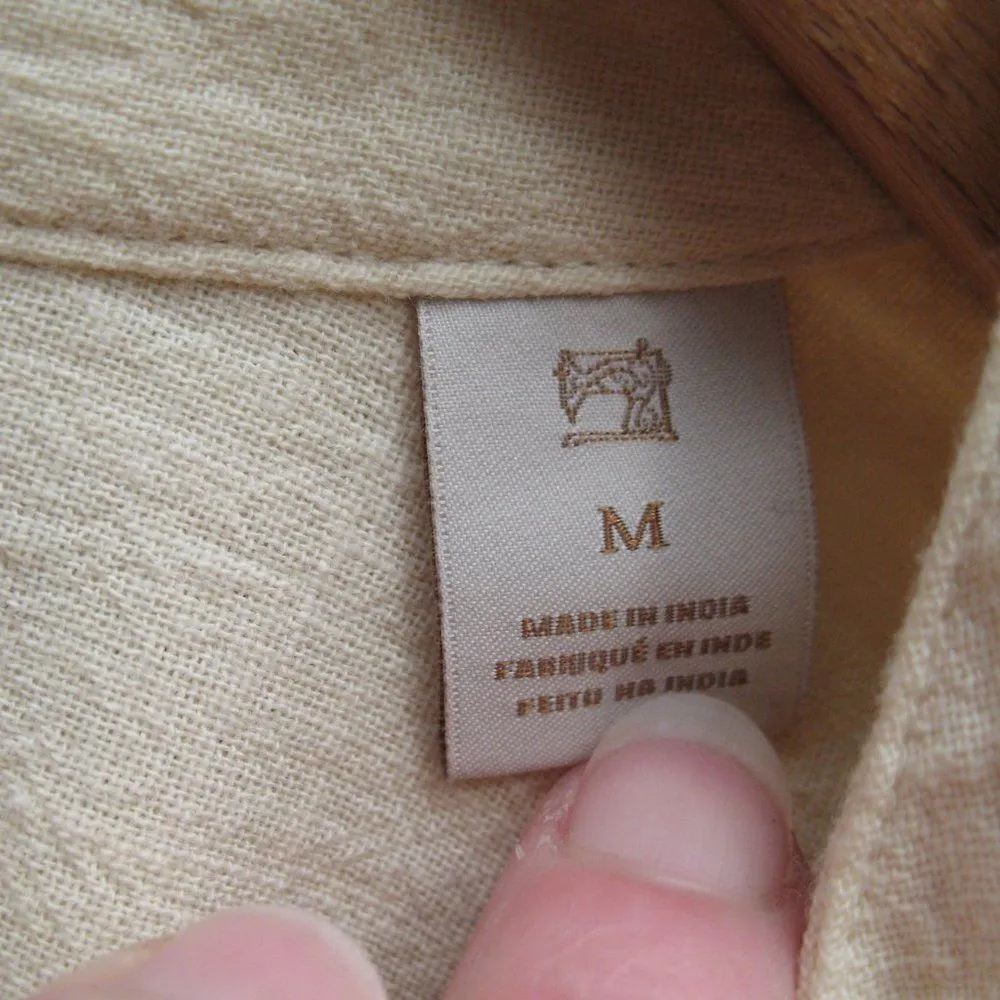 M
MADE IN INDIA
FABRIQUÉ EN INDE
FEITO NA INDIA